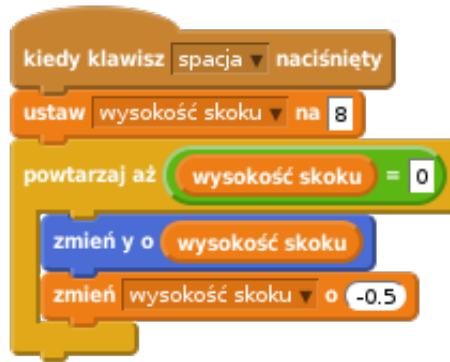 kiedy klawisz spacja naciśnięty
ustaw wysokość skoku na 8
powtarzaj aż wysokość skoku = 0
zmień y o wysokość skoku
zmień wysokość skoku o -0.5